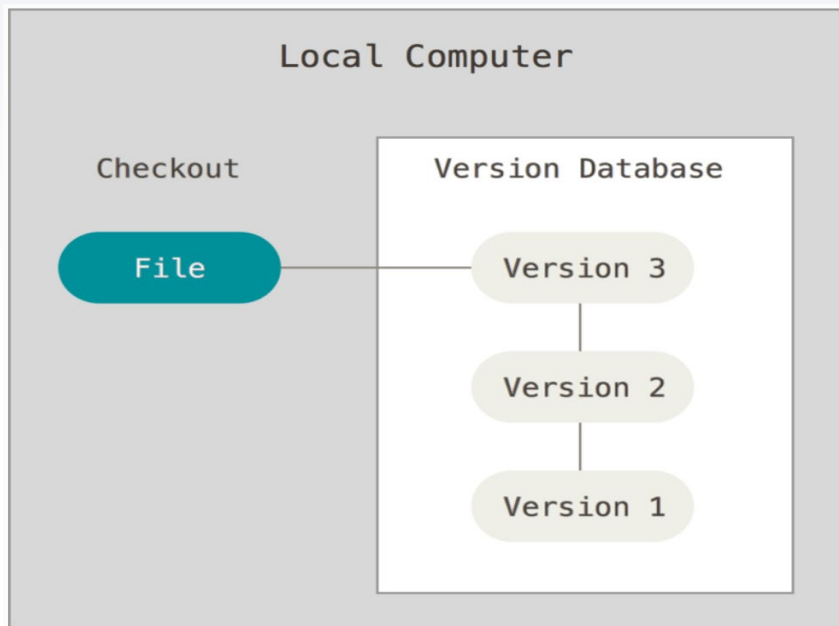 Local Computer
Checkout
Version Database
File
Version 3
Version 2
Version 1